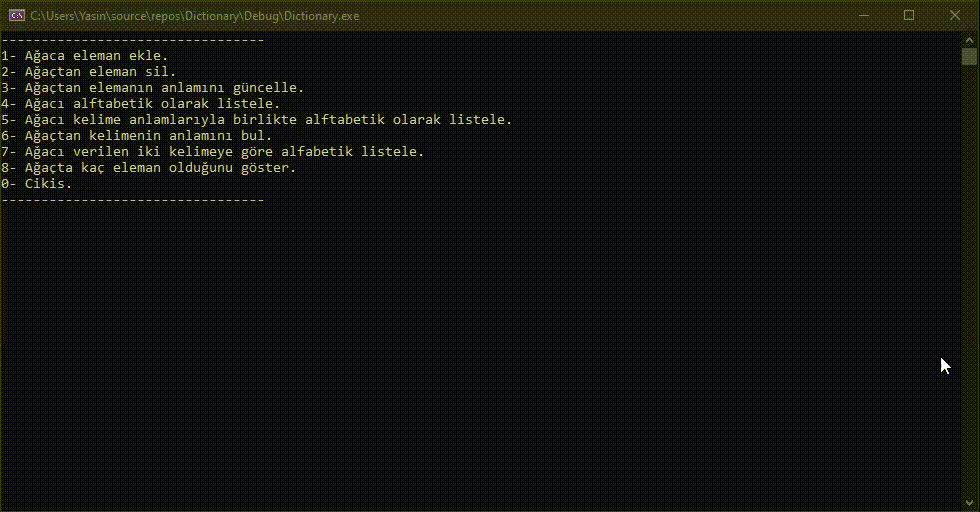 C:\Users\Yasin\source\repos\Dictionary\Debug\Dictionary.exe
---------------------------------
1- Ağaca eleman ekle.
2- Ağaçtan eleman sil.
3- Ağaçtan elemanın anlamını güncelle.
4- Ağacı alftabetik olarak listele.
5- Ağacı kelime anlamlarıyla birlikte alftabetik olarak listele.
6- Ağaçtan kelimenin anlamını bul.
7- Ağacı verilen iki kelimeye göre alfabetik listele.
8- Ağaçta kaç eleman olduğunu göster.
0- Cikis.
---------------------------------